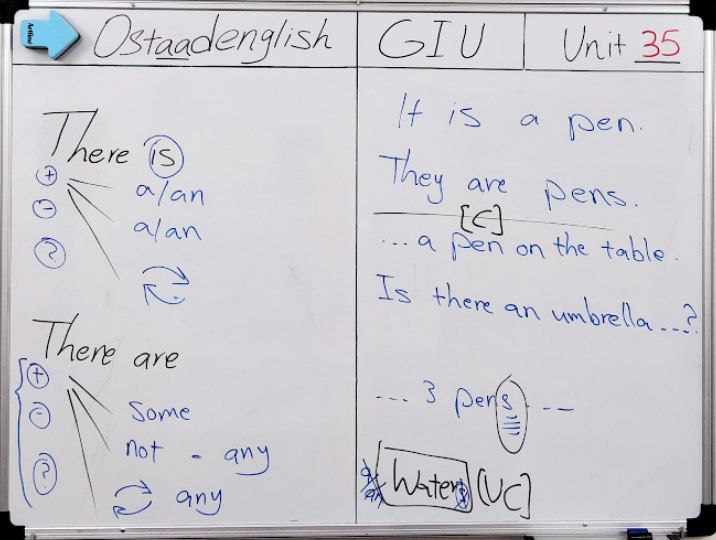 Artline
Ostaadenglish
GIU
Unit 35
There is
+
a/an
-
a/an
?
There are
+
some
-
not - any
?
any
It is a pen.
They are pens.
[C]
...a pen on the table.
Is there an umbrella...?
... 3 pens...
a/an Waters [UC]